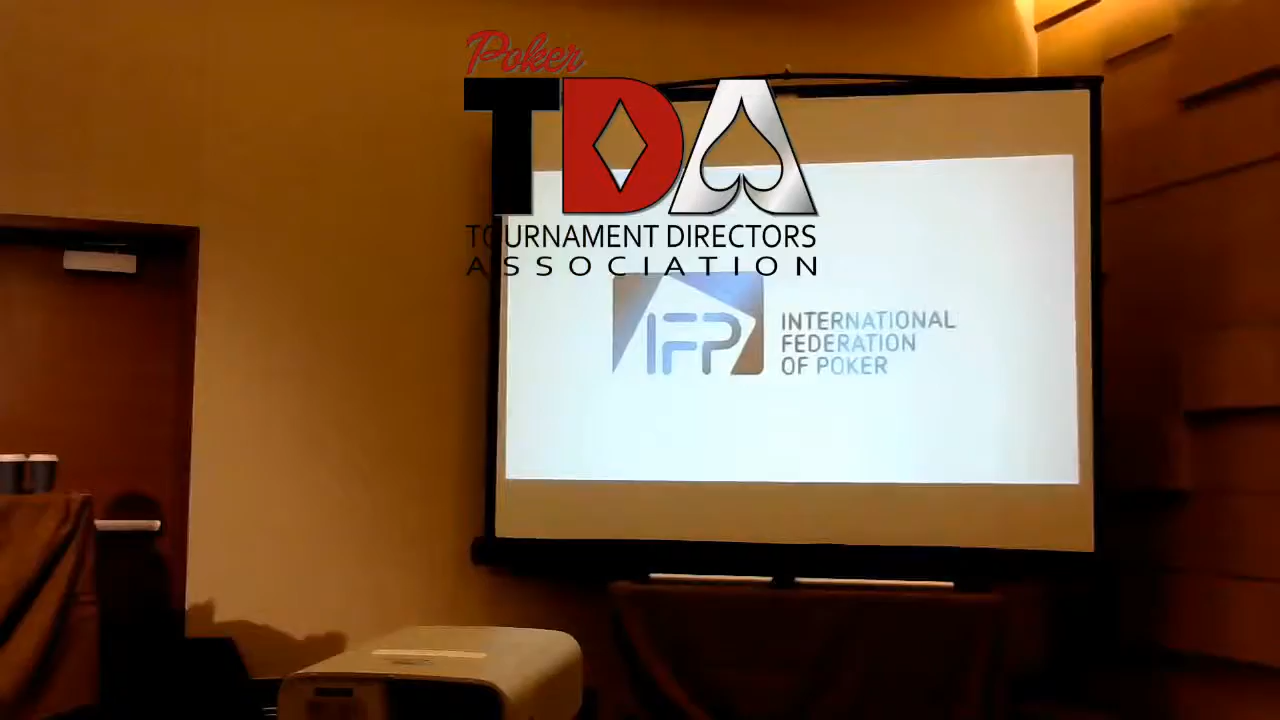 Poker
TDA
TOURNAMENT DIRECTORS
ASSOCIATION
IFP
INTERNATIONAL
FEDERATION
OF POKER